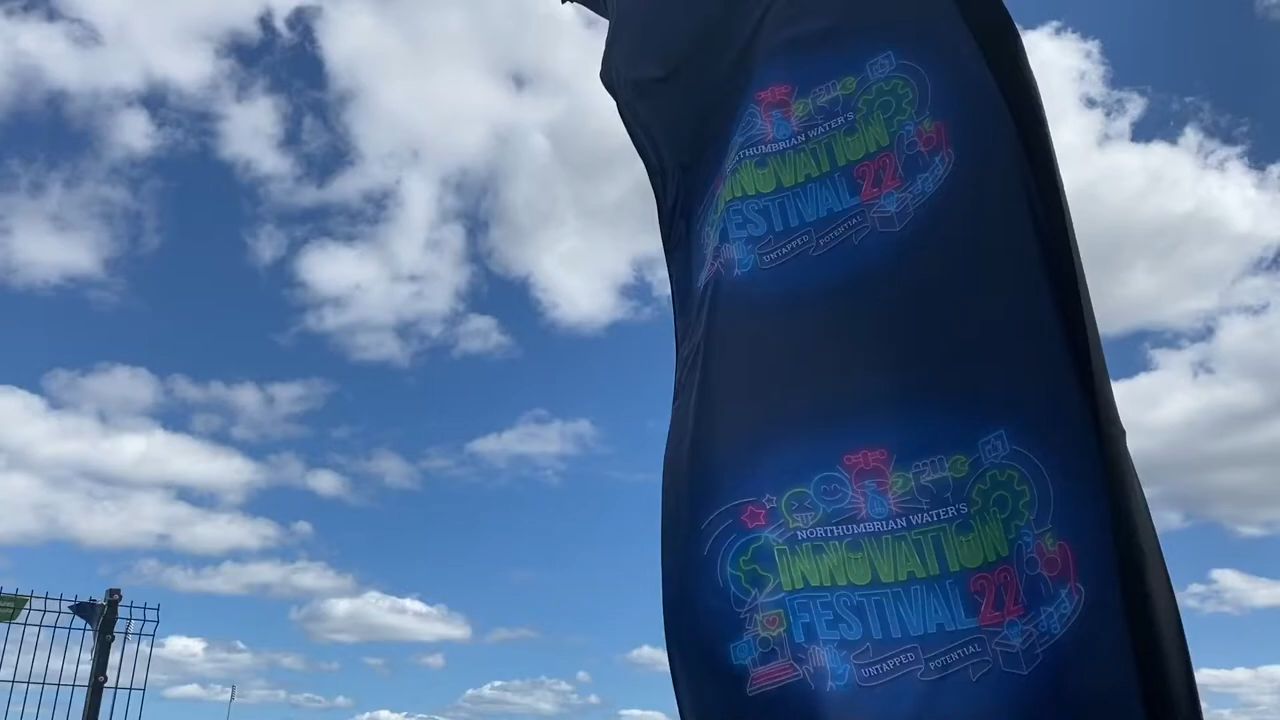 NORTHUMBRIAN WATER'S
INNOVATION
FESTIVAL 22
UNTAPPED POTENTIAL
NORTHUMBRIAN WATER'S
INNOVATION
FESTIVAL 22
UNTAPPED POTENTIAL